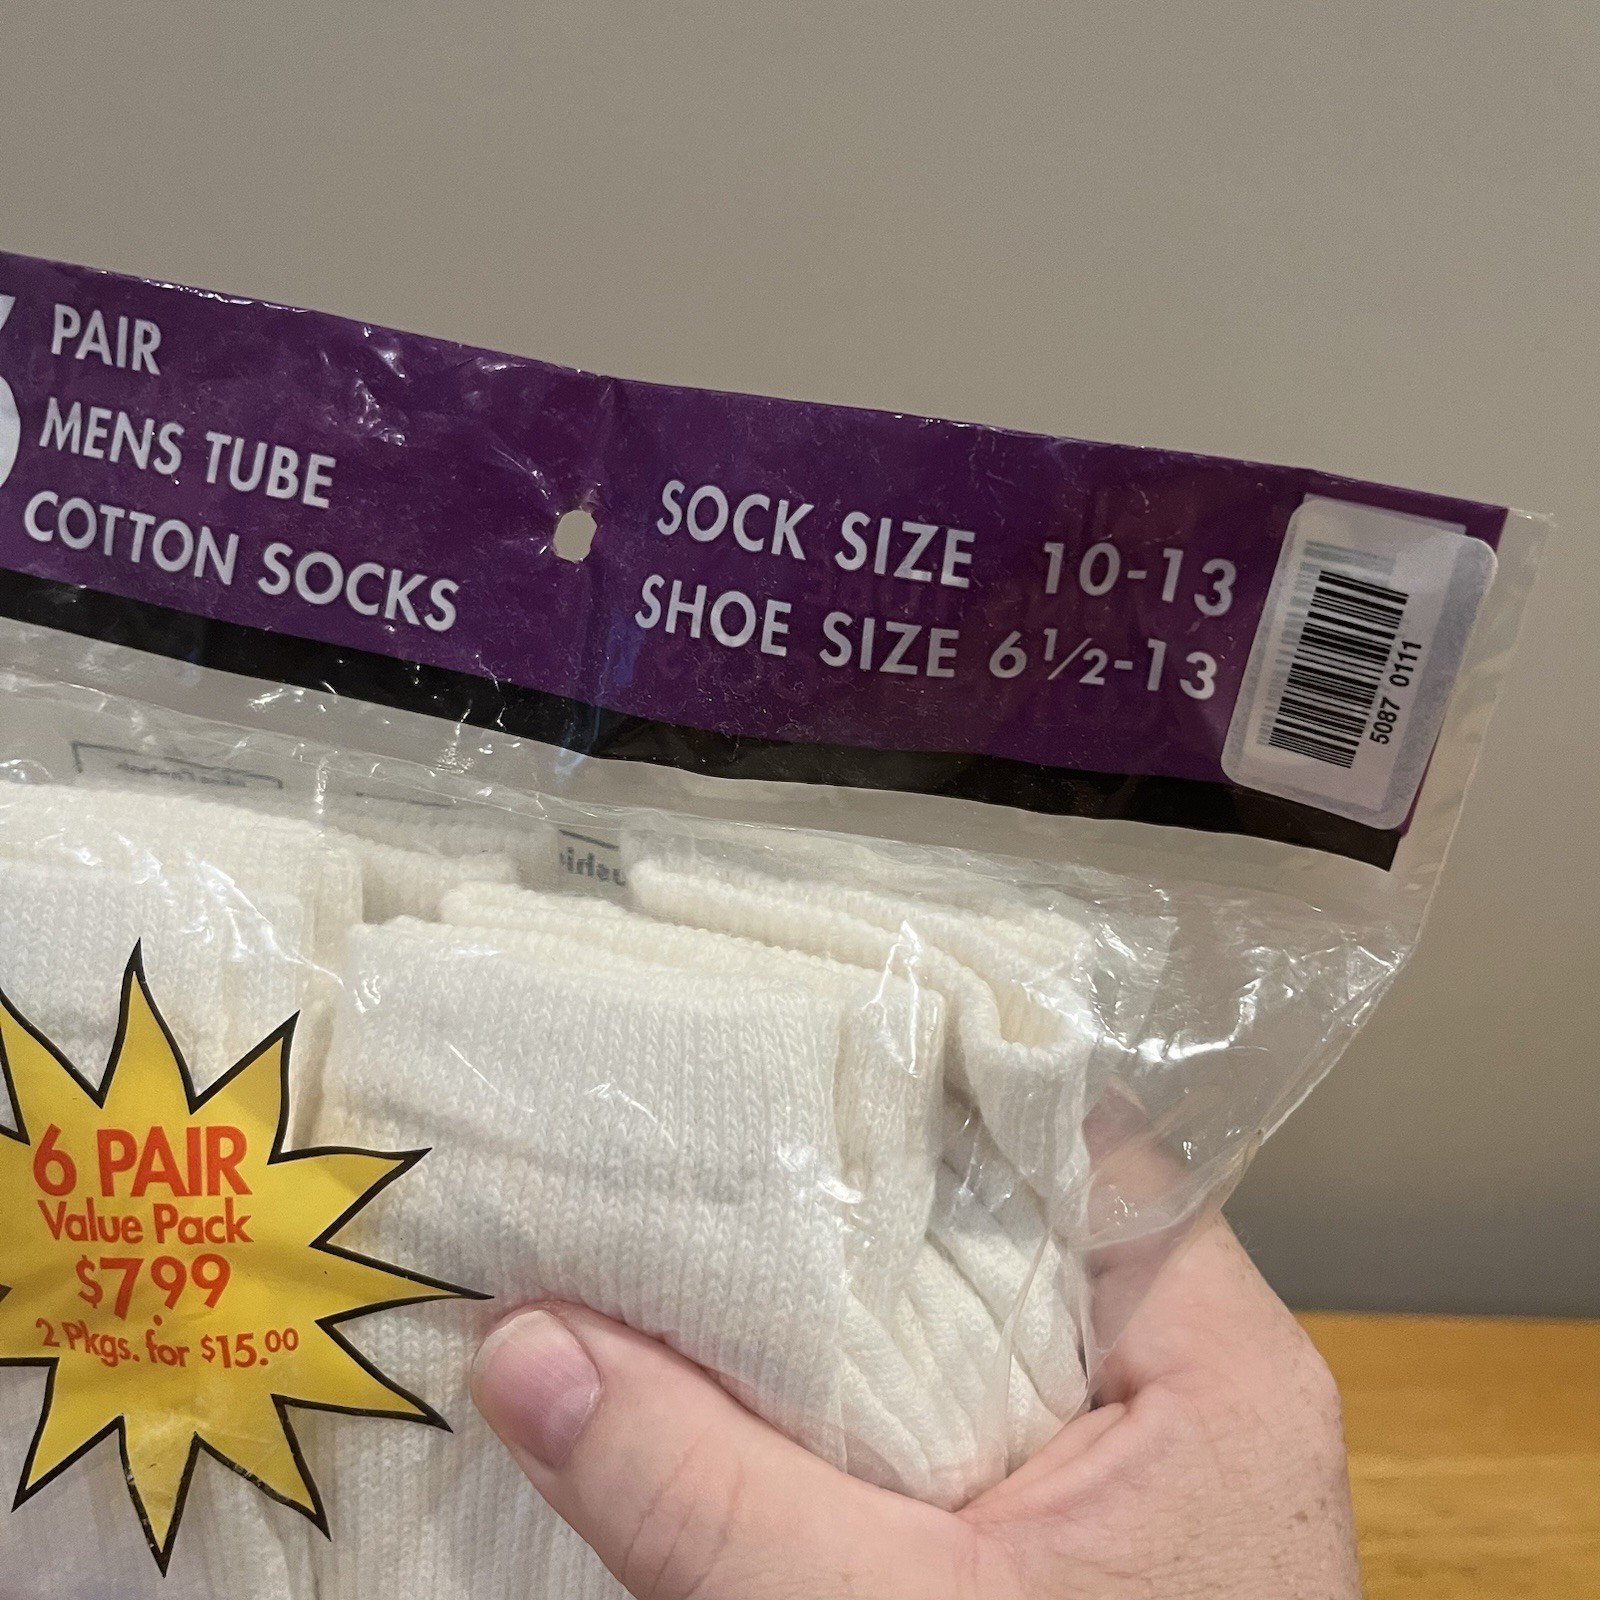 6 PAIR
MENS TUBE
COTTON SOCKS
SOCK SIZE 10-13
SHOE SIZE 6½-13
5087 0111
6 PAIR
Value Pack
$7.99
2 Pkgs. for $15.00